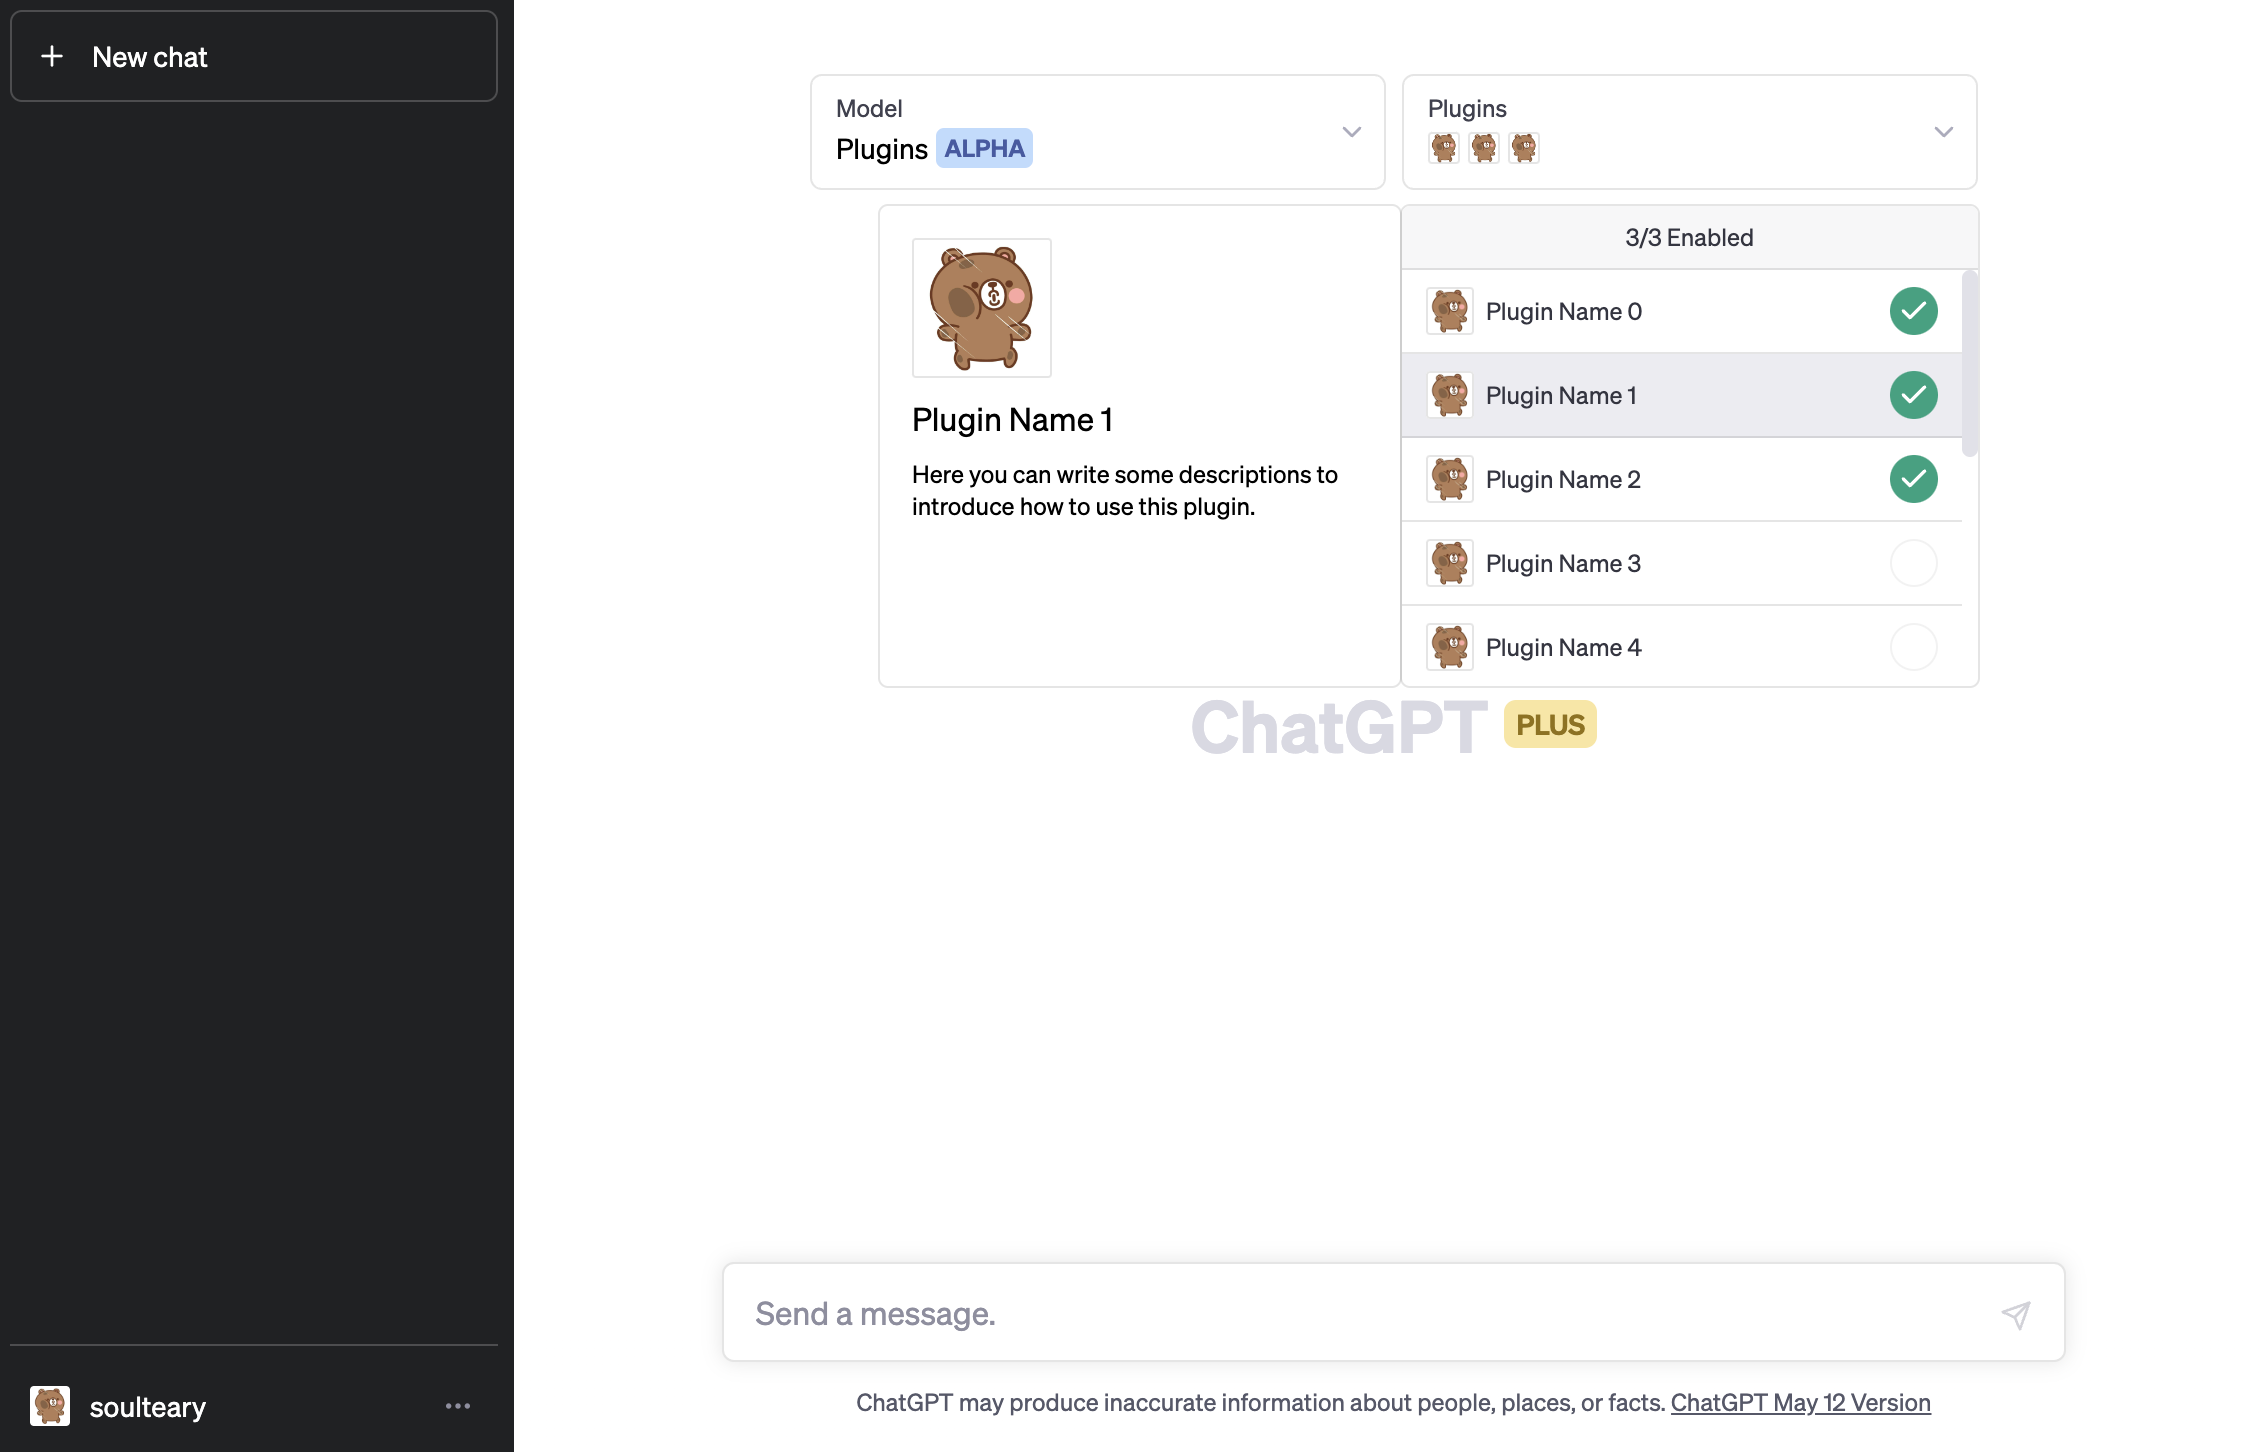 New chat
Model
Plugins ALPHA
Plugins
Plugin Name 1
Here you can write some descriptions to
introduce how to use this plugin.
3/3 Enabled
Plugin Name 0
Plugin Name 1
Plugin Name 2
Plugin Name 3
Plugin Name 4
ChatGPT PLUS
Send a message.
ChatGPT may produce inaccurate information about people, places, or facts. ChatGPT May 12 Version
soulteary